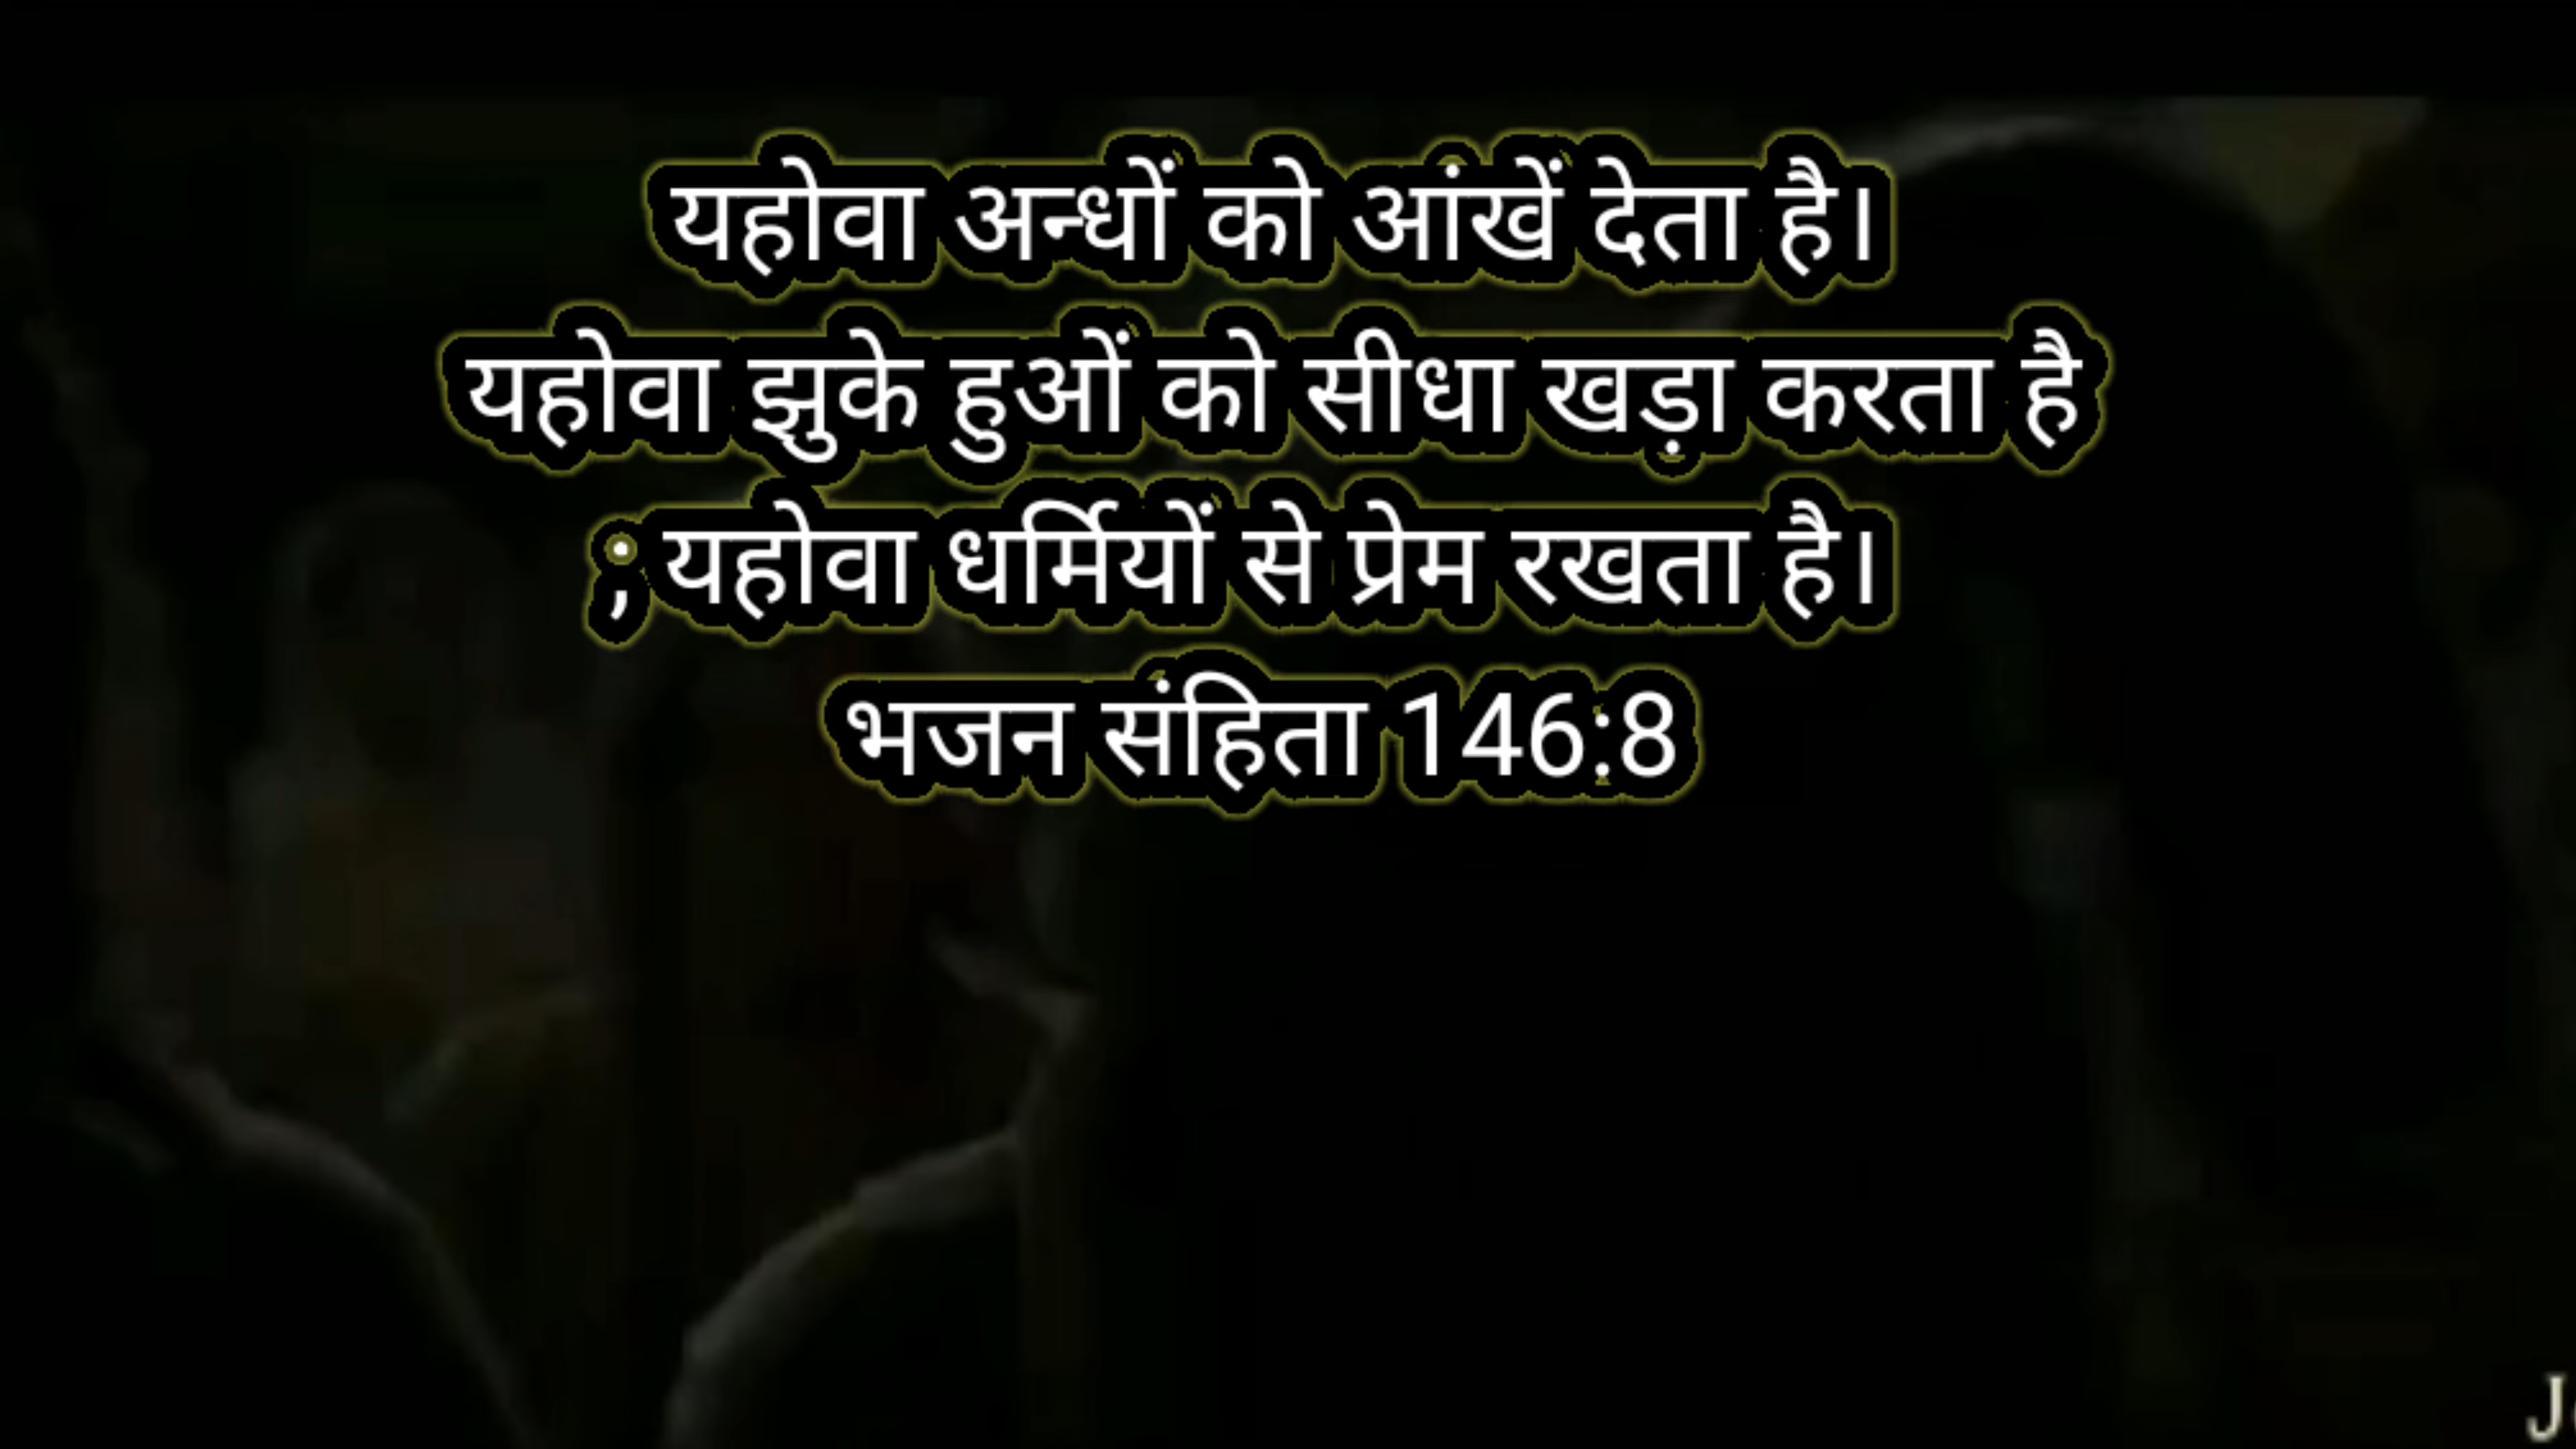 यहोवा अन्धों को आंखें देता है।
यहोवा झुके हुओं को सीधा खड़ा करता है
; यहोवा धर्मियों से प्रेम रखता है।
भजन संहिता 146:8